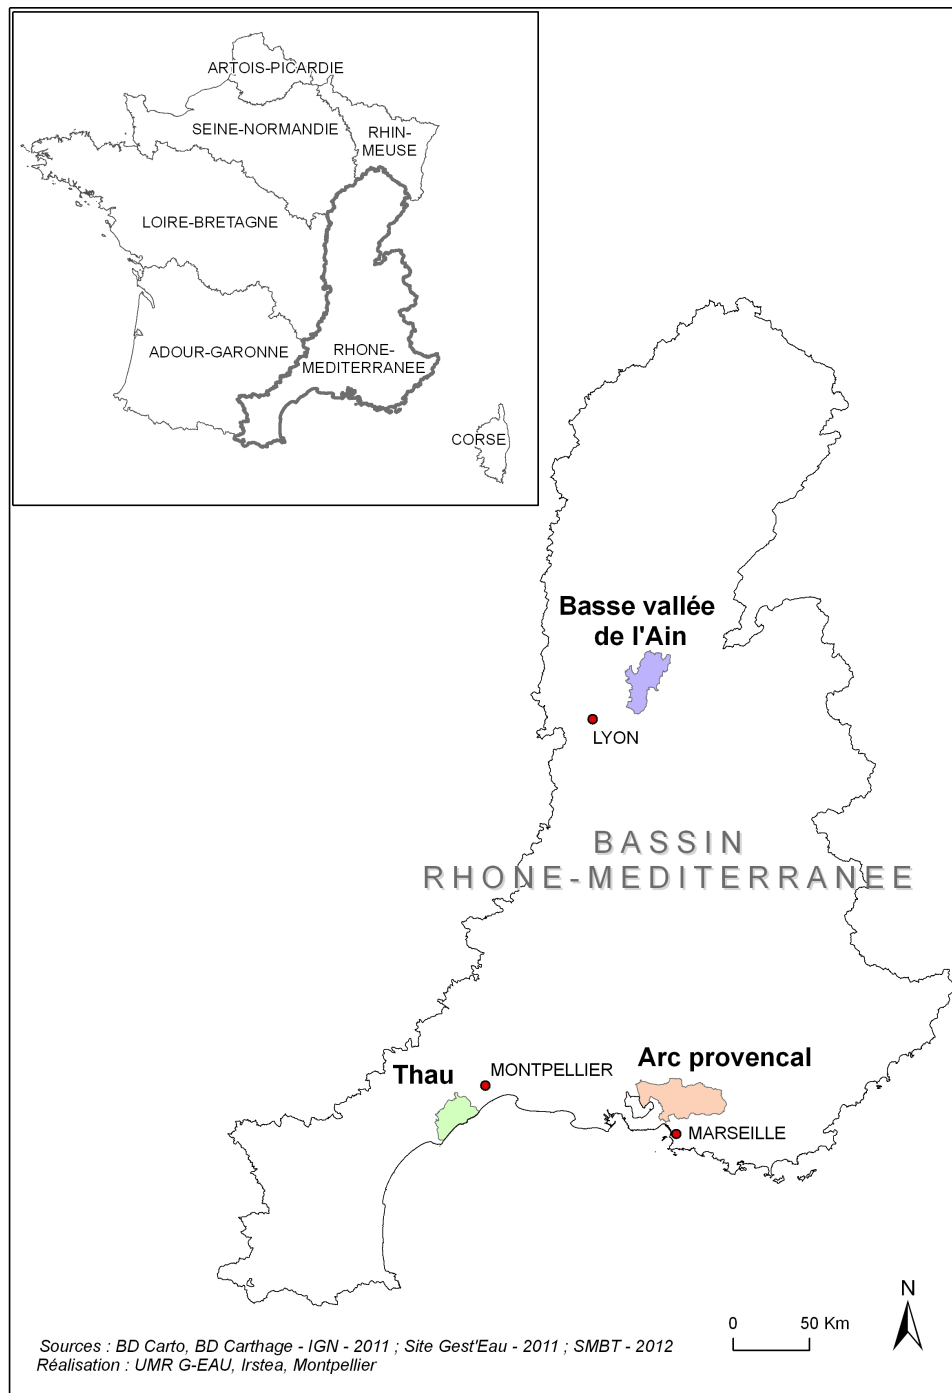 ARTOIS-PICARDIE
SEINE-NORMANDIE
RHIN-
MEUSE
LOIRE-BRETAGNE
ADOUR-GARONNE
RHONE-
MEDITERRANEE
CORSE
Basse vallée
de l'Ain
LYON
BASSIN
RHONE-MEDITERRANEE
Thau
MONTPELLIER
Arc provencal
MARSEILLE
N
0 50 Km
Sources : BD Carto, BD Carthage - IGN - 2011 ; Site Gest'Eau - 2011 ; SMBT - 2012
Réalisation : UMR G-EAU, Irstea, Montpellier